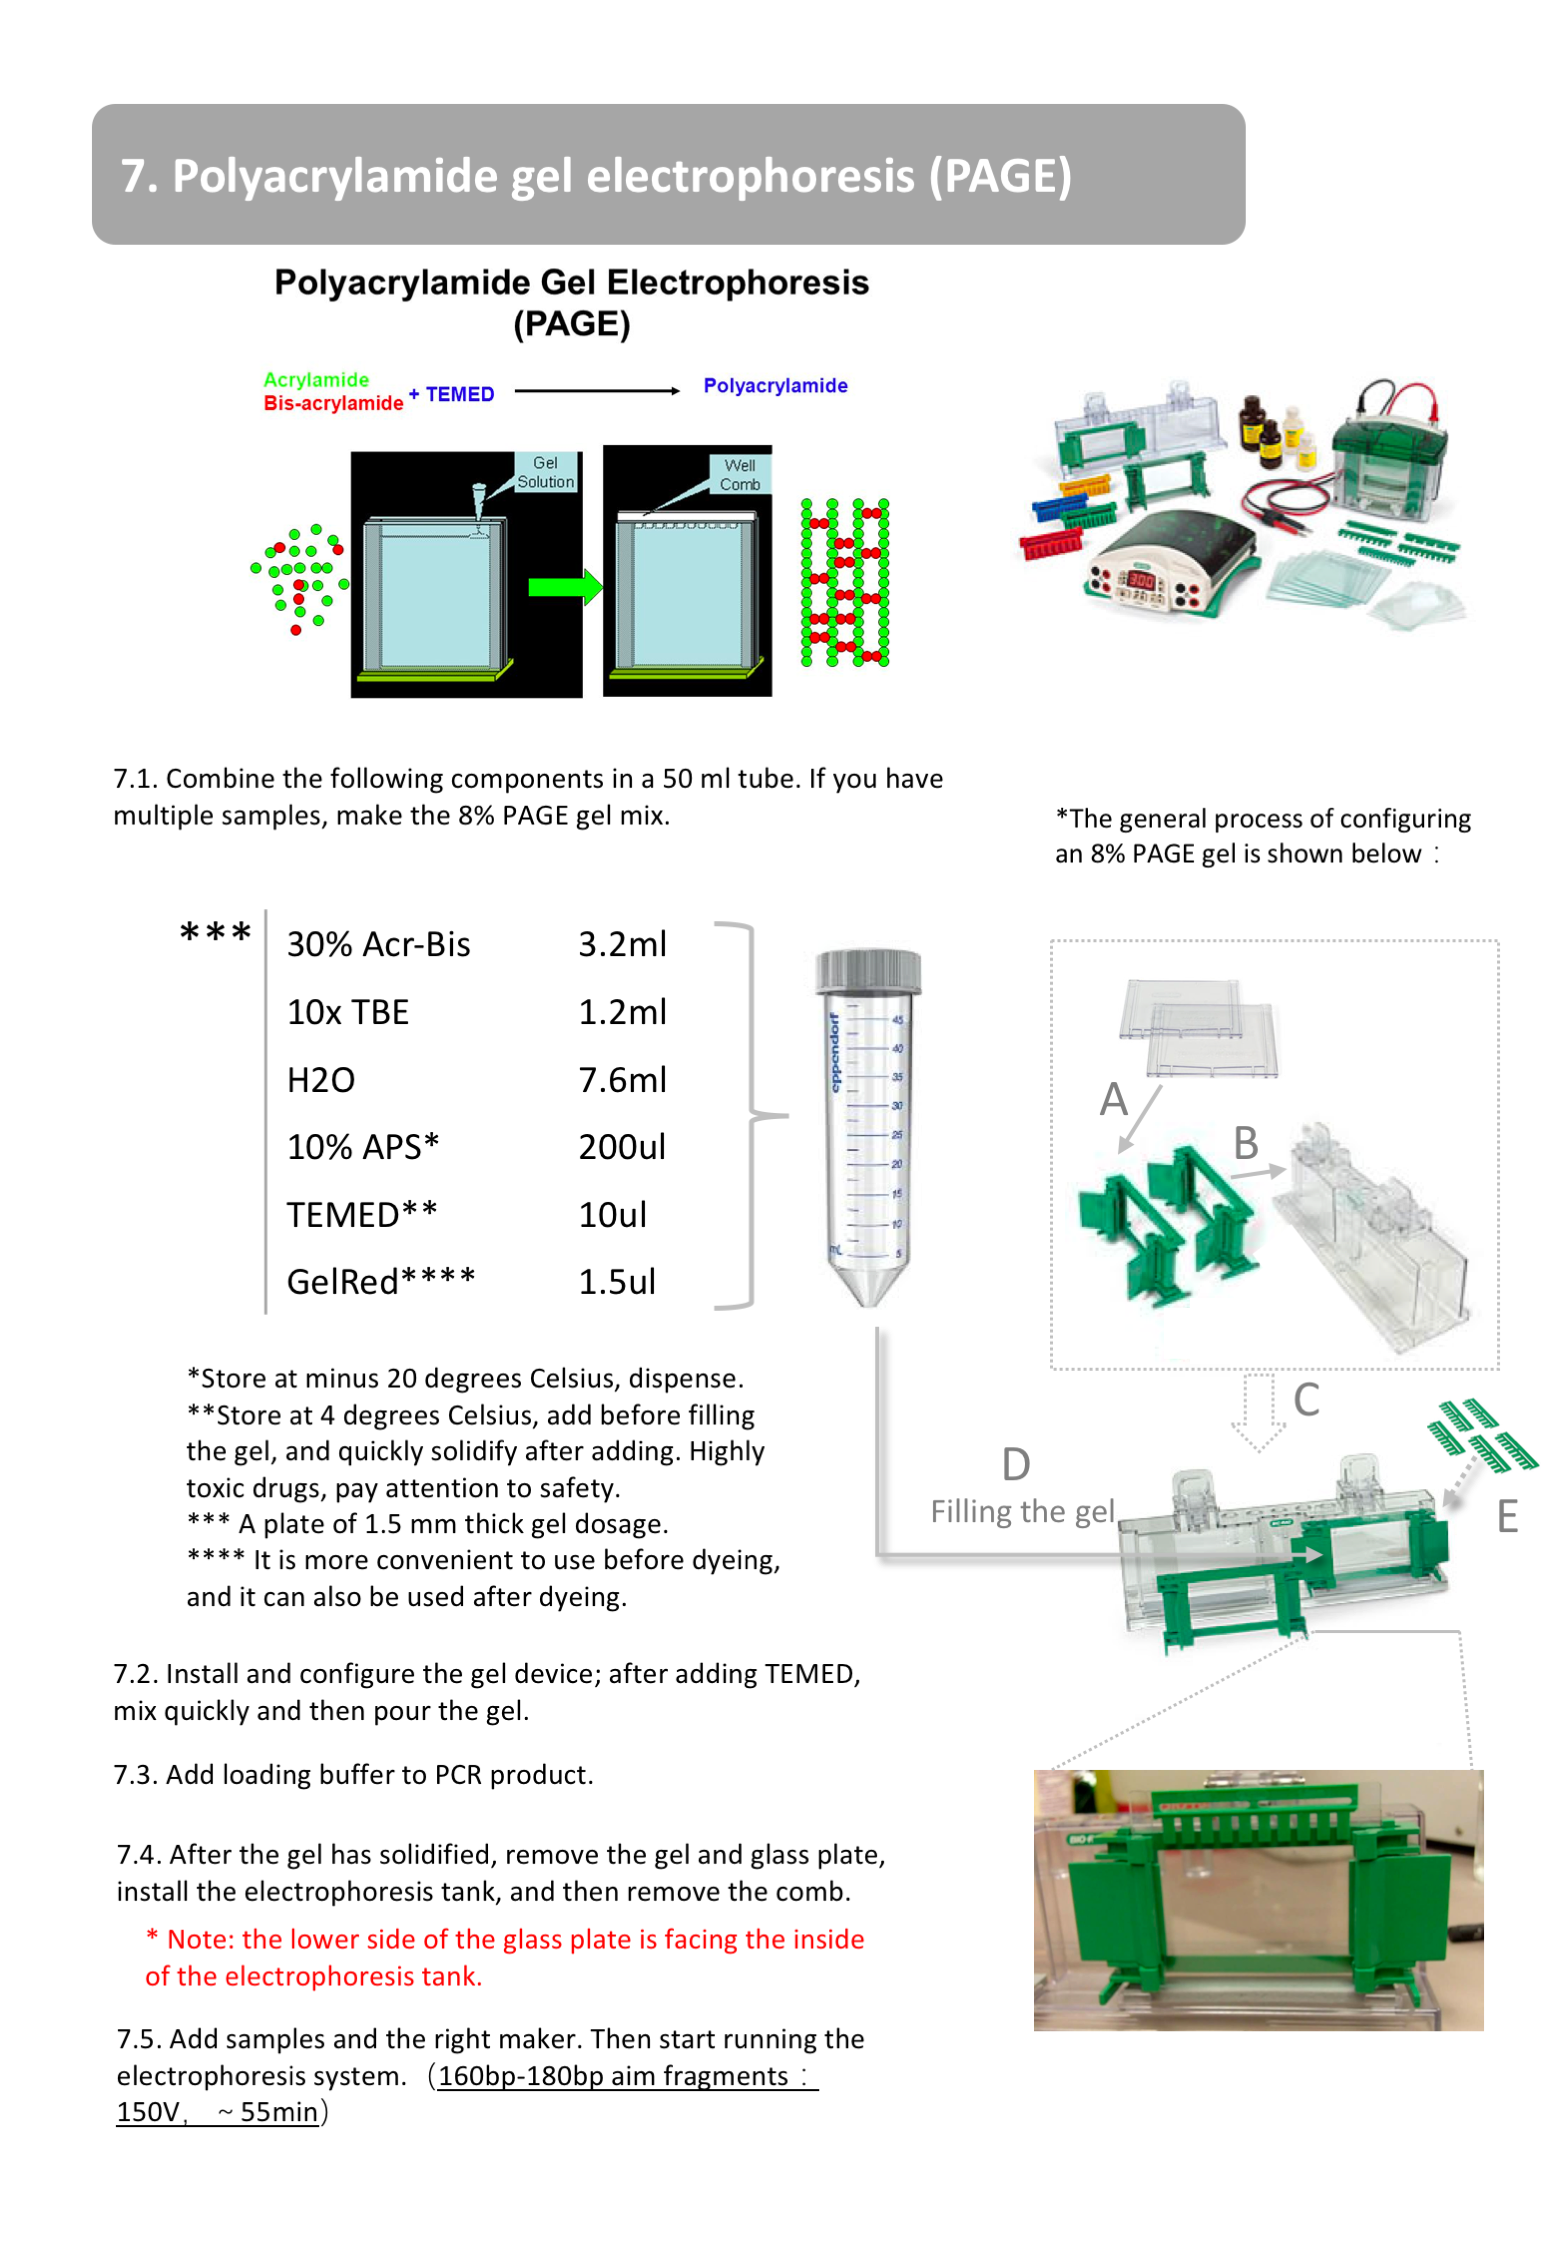 7. Polyacrylamide gel electrophoresis (PAGE)
Polyacrylamide Gel Electrophoresis
(PAGE)
Acrylamide
Bis-acrylamide
+ TEMED
Polyacrylamide
Gel
Solution
Well
Comb
300
7.1. Combine the following components in a 50 ml tube. If you have
multiple samples, make the 8% PAGE gel mix.
*The general process of configuring
an 8% PAGE gel is shown below：
***
30% Acr-Bis 3.2ml
10x TBE 1.2ml
H2O 7.6ml
10% APS* 200ul
TEMED** 10ul
GelRed**** 1.5ul
eppendorf
45
40
35
30
25
20
15
10
mL 5
A
B
C
D
Filling the gel
E
*Store at minus 20 degrees Celsius, dispense.
**Store at 4 degrees Celsius, add before filling
the gel, and quickly solidify after adding. Highly
toxic drugs, pay attention to safety.
*** A plate of 1.5 mm thick gel dosage.
**** It is more convenient to use before dyeing,
and it can also be used after dyeing.
7.2. Install and configure the gel device; after adding TEMED,
mix quickly and then pour the gel.
7.3. Add loading buffer to PCR product.
7.4. After the gel has solidified, remove the gel and glass plate,
install the electrophoresis tank, and then remove the comb.
* Note: the lower side of the glass plate is facing the inside
of the electrophoresis tank.
7.5. Add samples and the right maker. Then start running the
electrophoresis system.（160bp-180bp aim fragments：
150V， ~ 55min）